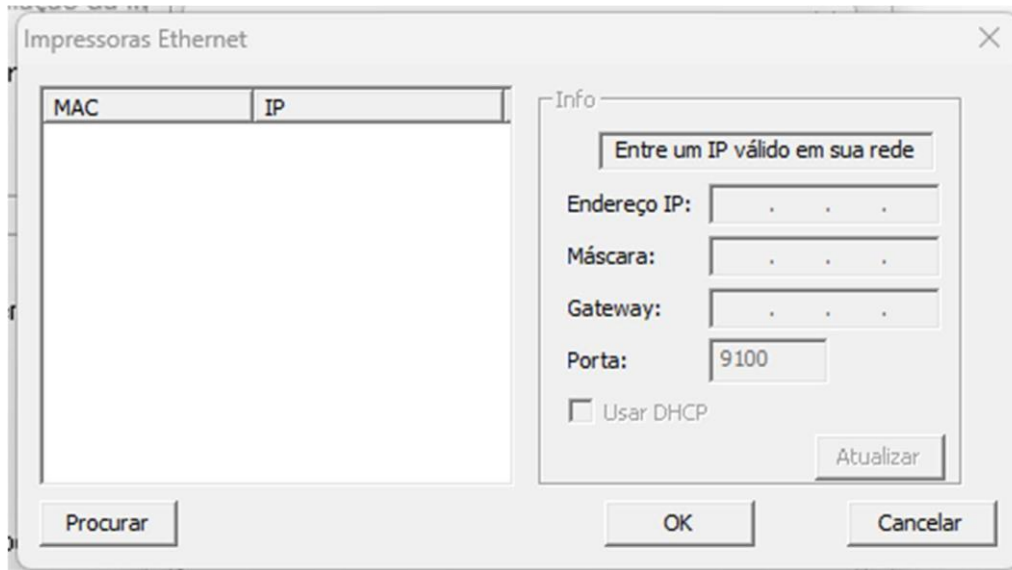 Impressoras Ethernet
MAC IP
Info
Entre um IP válido em sua rede
Endereço IP: . . .
Máscara: . . .
Gateway: . . .
Porta: 9100
Usar DHCP
Atualizar
Procurar OK Cancelar